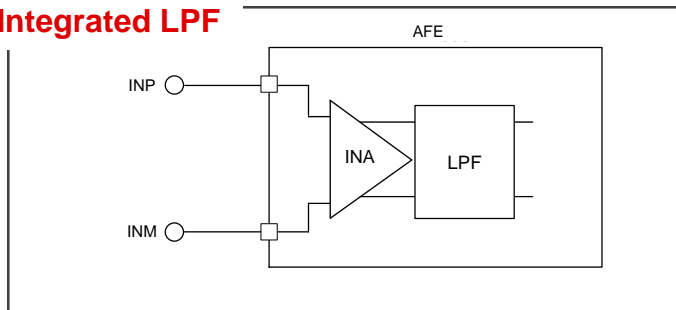 Integrated LPF
AFE
INP
INA
LPF
INM